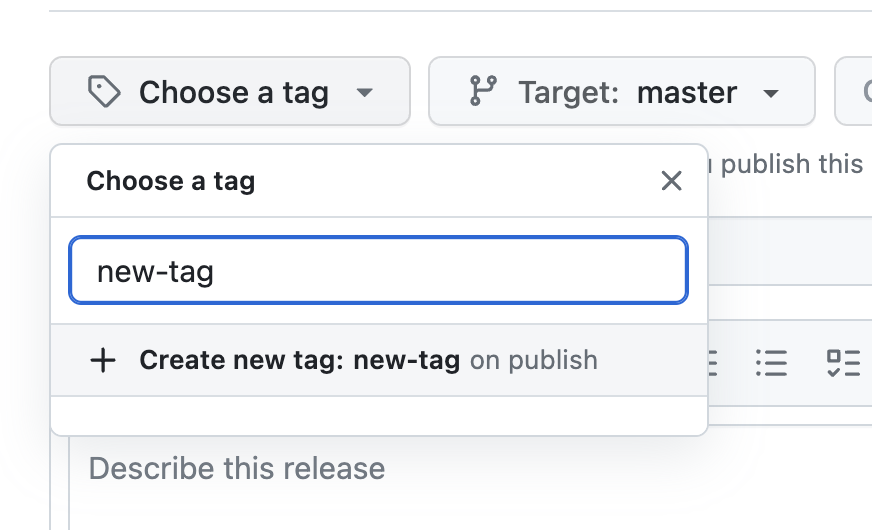 Choose a tag
Target: master
Choose a tag
publish this
new-tag
Create new tag: new-tag on publish
Describe this release